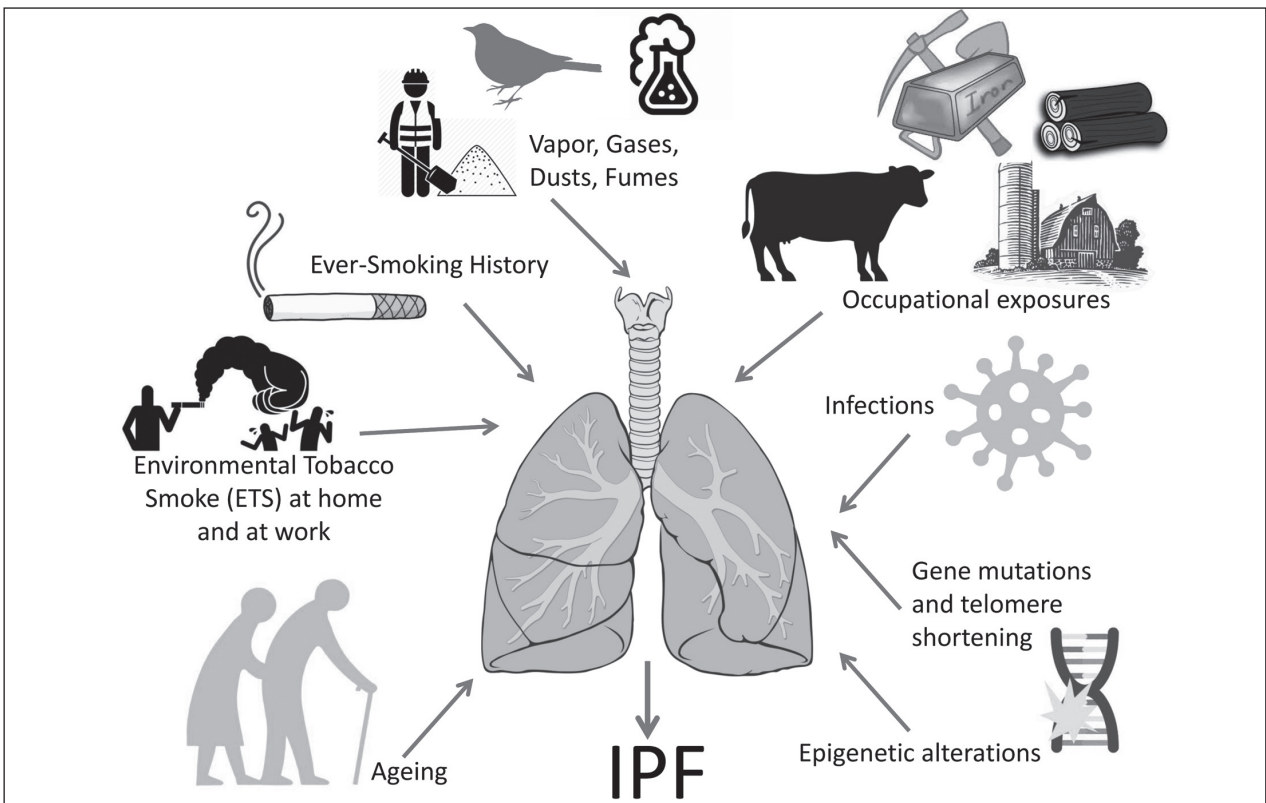 Vapor, Gases,
Dusts, Fumes
Iron
Ever-Smoking History
Occupational exposures
Infections
Environmental Tobacco
Smoke (ETS) at home
and at work
Gene mutations
and telomere
shortening
Epigenetic alterations
Ageing
IPF